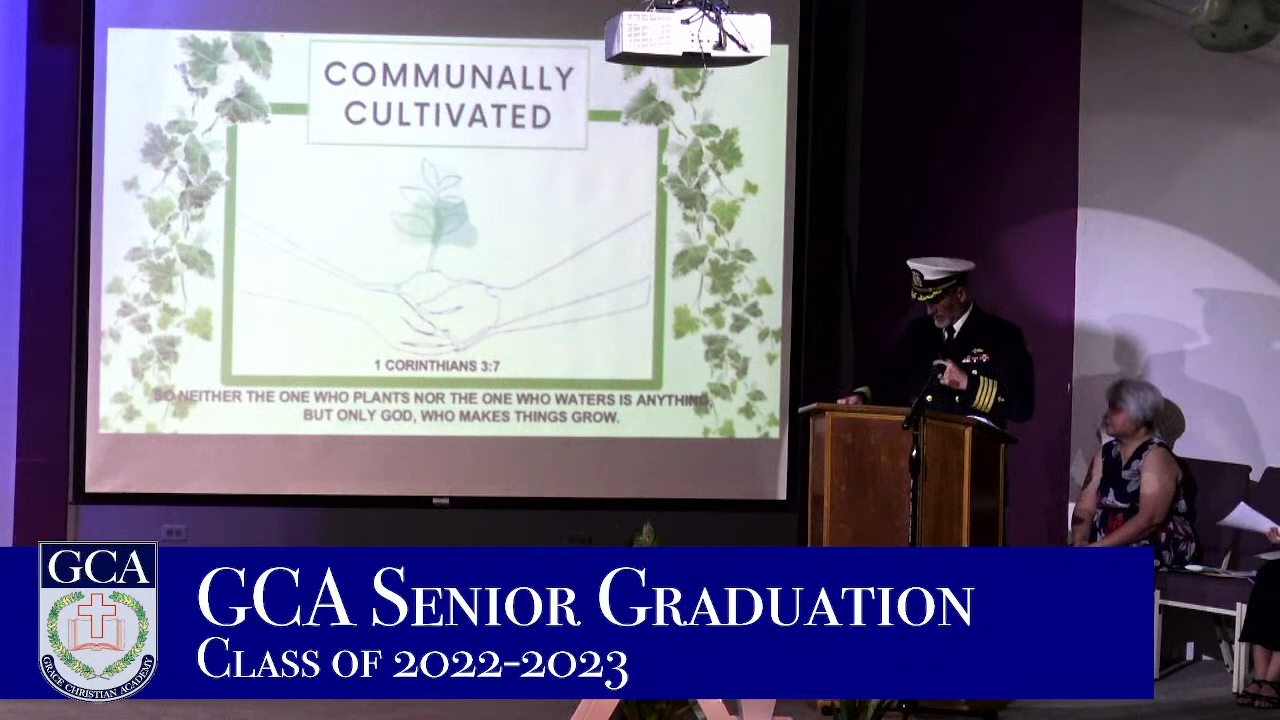 COMMUNALLY
CULTIVATED
1 CORINTHIANS 3:7
SO NEITHER THE ONE WHO PLANTS NOR THE ONE WHO WATERS IS ANYTHING,
BUT ONLY GOD, WHO MAKES THINGS GROW.
GCA
GRACE CHRISTIAN ACADEMY
GCA Senior Graduation
Class of 2022-2023